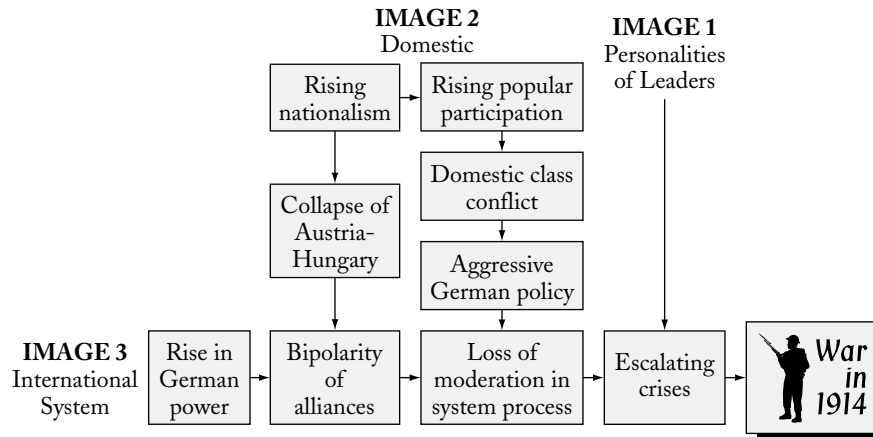 IMAGE 2
Domestic
IMAGE 1
Personalities
of Leaders
Rising
nationalism
Rising popular
participation
Domestic class
conflict
Collapse of
Austria-
Hungary
Aggressive
German policy
IMAGE 3
International
System
Rise in
German
power
Bipolarity
of
alliances
Loss of
moderation in
system process
Escalating
crises
War
in
1914